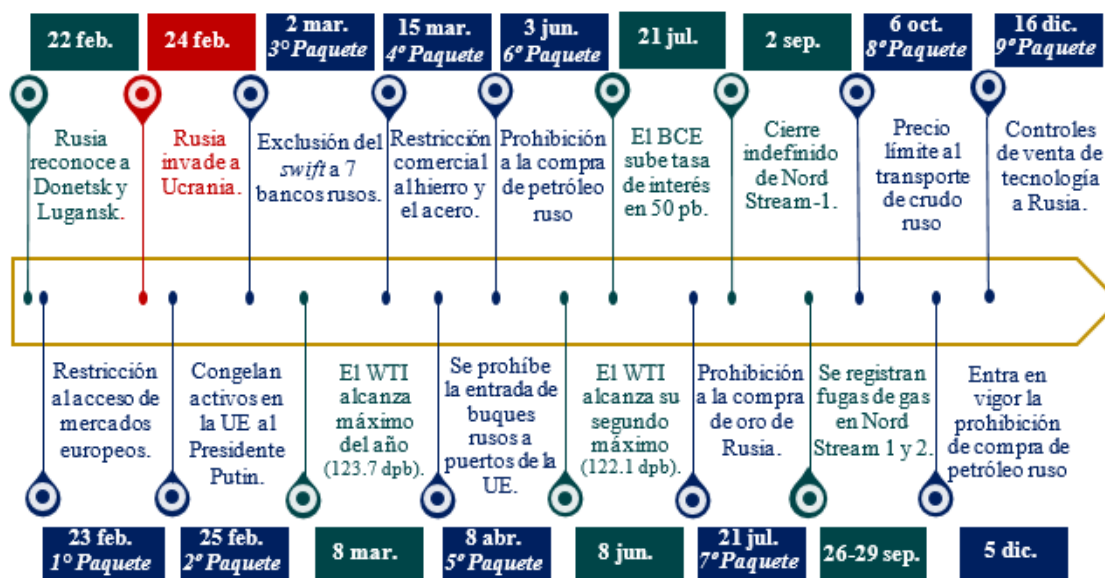 22 feb.
24 feb.
2 mar.
3° Paquete
15 mar.
4º Paquete
3 jun.
6º Paquete
21 jul.
2 sep.
6 oct.
8º Paquete
16 dic.
9º Paquete
Rusia
reconoce a
Donetsk y
Lugansk.
Rusia
invade a
Ucrania.
Exclusión del
swift a 7
bancos rusos.
Restricción
comercial
al hierro y
el acero.
Prohibición
a la compra
de petróleo
ruso
El BCE
sube tasa
de interés
en 50 pb.
Cierre
indefinido
de Nord
Stream-1.
Precio
límite al
transporte
de crudo
ruso
Controles
de venta de
tecnología
a Rusia.
Restricción
al acceso de
mercados
europeos.
Congelan
activos en
la UE al
Presidente
Putin.
El WTI
alcanza
máximo
del año
(123.7 dpb).
Se prohíbe
la entrada de
buques
rusos a
puertos de la
UE.
El WTI
alcanza su
segundo
máximo
(122.1 dpb).
Prohibición
a la compra
de oro de
Rusia.
Se registran
fugas de gas
en Nord
Stream 1 y 2.
Entra en
vigor la
prohibición
de compra de
petróleo ruso
23 feb.
1° Paquete
25 feb.
2º Paquete
8 mar.
8 abr.
5º Paquete
8 jun.
21 jul.
7º Paquete
26-29 sep.
5 dic.